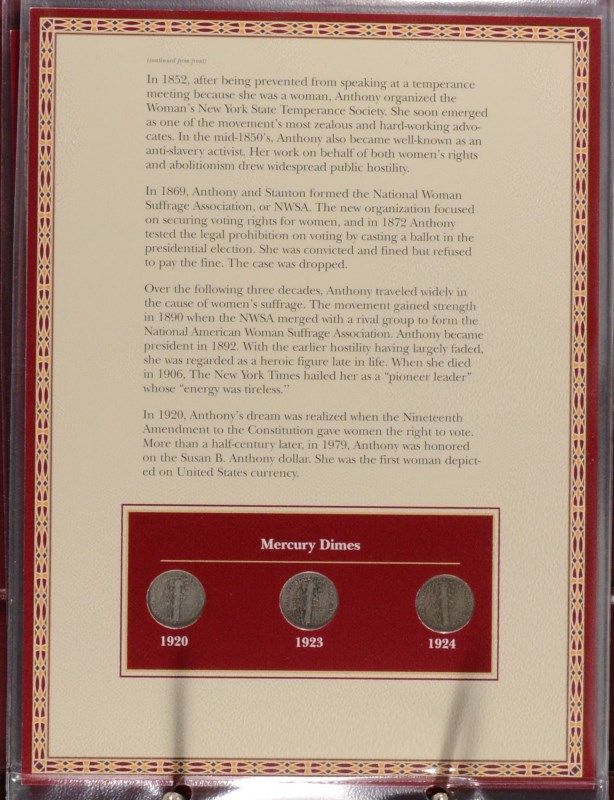 (continued from front)
In 1852, after being prevented from speaking at a temperance
meeting because she was a woman, Anthony organized the
Woman's New York State Temperance Society. She soon emerged
as one of the movement's most zealous and hard-working advo-
cates. In the mid-1850's, Anthony also became well-known as an
anti-slavery activist. Her work on behalf of both women's rights
and abolitionism drew widespread public hostility.
In 1869, Anthony and Stanton formed the National Woman
Suffrage Association, or NWSA. The new organization focused
on securing voting rights for women, and in 1872 Anthony
tested the legal prohibition on voting by casting a ballot in the
presidential election. She was convicted and fined but refused
to pay the fine. The case was dropped.
Over the following three decades, Anthony traveled widely in
the cause of women's suffrage. The movement gained strength
in 1890 when the NWSA merged with a rival group to form the
National American Woman Suffrage Association. Anthony became
president in 1892. With the earlier hostility having largely faded,
she was regarded as a heroic figure late in life. When she died
in 1906, The New York Times hailed her as a "pioneer leader"
whose "energy was tireless."
In 1920, Anthony's dream was realized when the Nineteenth
Amendment to the Constitution gave women the right to vote.
More than a half-century later, in 1979, Anthony was honored
on the Susan B. Anthony dollar. She was the first woman depict-
ed on United States currency.
Mercury Dimes
1920
1923
1924